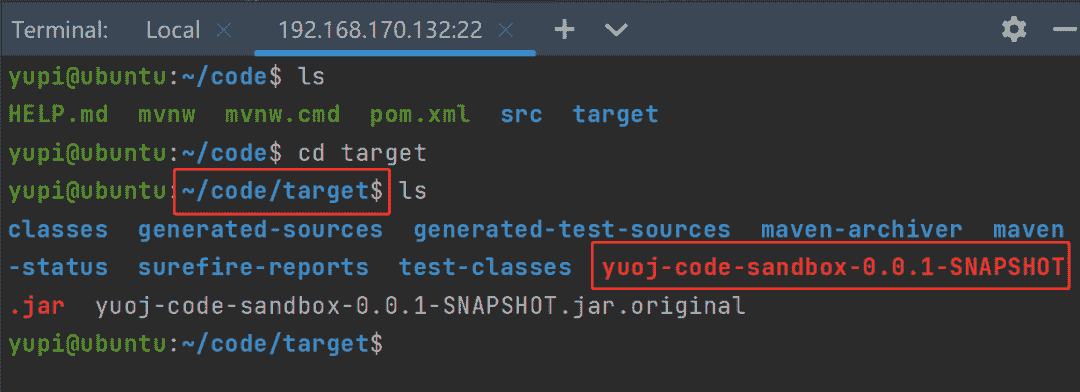 Terminal: Local × 192.168.170.132:22 × +
yupi@ubuntu:~/code$ ls
HELP.md mvnw mvnw.cmd pom.xml src target
yupi@ubuntu:~/code$ cd target
yupi@ubuntu:~/code/target$ ls
classes generated-sources generated-test-sources maven-archiver maven
-status surefire-reports test-classes yuoj-code-sandbox-0.0.1-SNAPSHOT
.jar yuoj-code-sandbox-0.0.1-SNAPSHOT.jar.original
yupi@ubuntu:~/code/target$